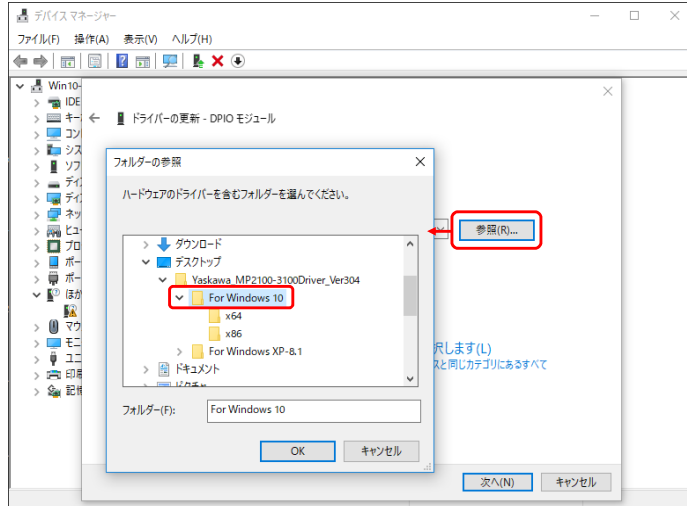 デバイス マネージャー
ファイル(F) 操作(A) 表示(V) ヘルプ(H)
Win10-
IDE
キー
ドライバーの更新 - DPIO モジュール
コン
シス
ソフ
フォルダーの参照
ハードウェアのドライバーを含むフォルダーを選んでください。
ディ
ディ
ネッ
ヒュ
参照(R)...
プロ
ダウンロード
ポー
デスクトップ
ポー
Yaskawa_MP2100-3100Driver_Ver304
ほか
For Windows 10
x64
マウ
x86
モニ
For Windows XP-8.1
択します(L)
ユニ
ドキュメント
スと同じカテゴリにあるすべて
印刷
記憶
フォルダー(F): For Windows 10
OK キャンセル
次へ(N) キャンセル